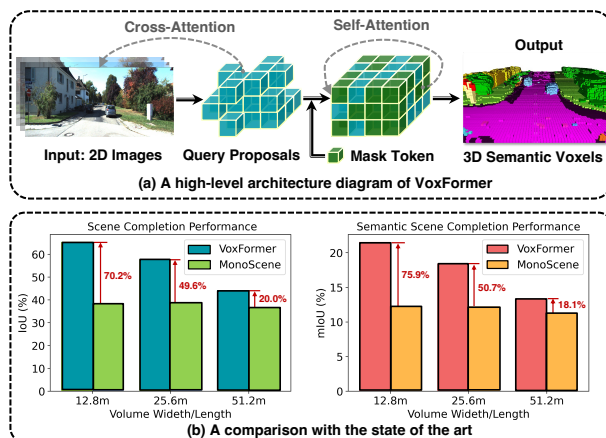 Cross-Attention
Self-Attention
Output
Input: 2D Images
Query Proposals
Mask Token
3D Semantic Voxels
(a) A high-level architecture diagram of VoxFormer
Scene Completion Performance
VoxFormer
MonoScene
70.2%
49.6%
20.0%
IoU (%)
60
50
40
30
20
10
0
12.8m
25.6m
51.2m
Volume Wideth/Length
Semantic Scene Completion Performance
VoxFormer
MonoScene
75.9%
50.7%
18.1%
mIoU (%)
20
15
10
5
0
12.8m
25.6m
51.2m
Volume Wideth/Length
(b) A comparison with the state of the art